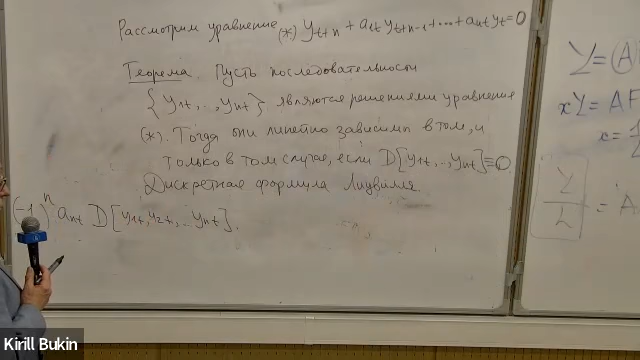 Рассмотрим уравнение (*) y_{t+n} + a_{1t} y_{t+n-1} + ... + a_{nt} y_t = 0
Теорема. Пусть последовательности
{y_{1t}, ..., y_{nt}} являются решениями уравнения
(*). Тогда они линейно зависимы в том, и
только в том случае, если D[y_{1t}, ..., y_{nt}] ≡ 0
Дискретная формула Лиувилля.
(-1)^n a_{nt} D[y_{1t}, y_{2t}, ... y_{nt}].
Y = A
xY = AF
x =
Y/L = A
Kirill Bukin